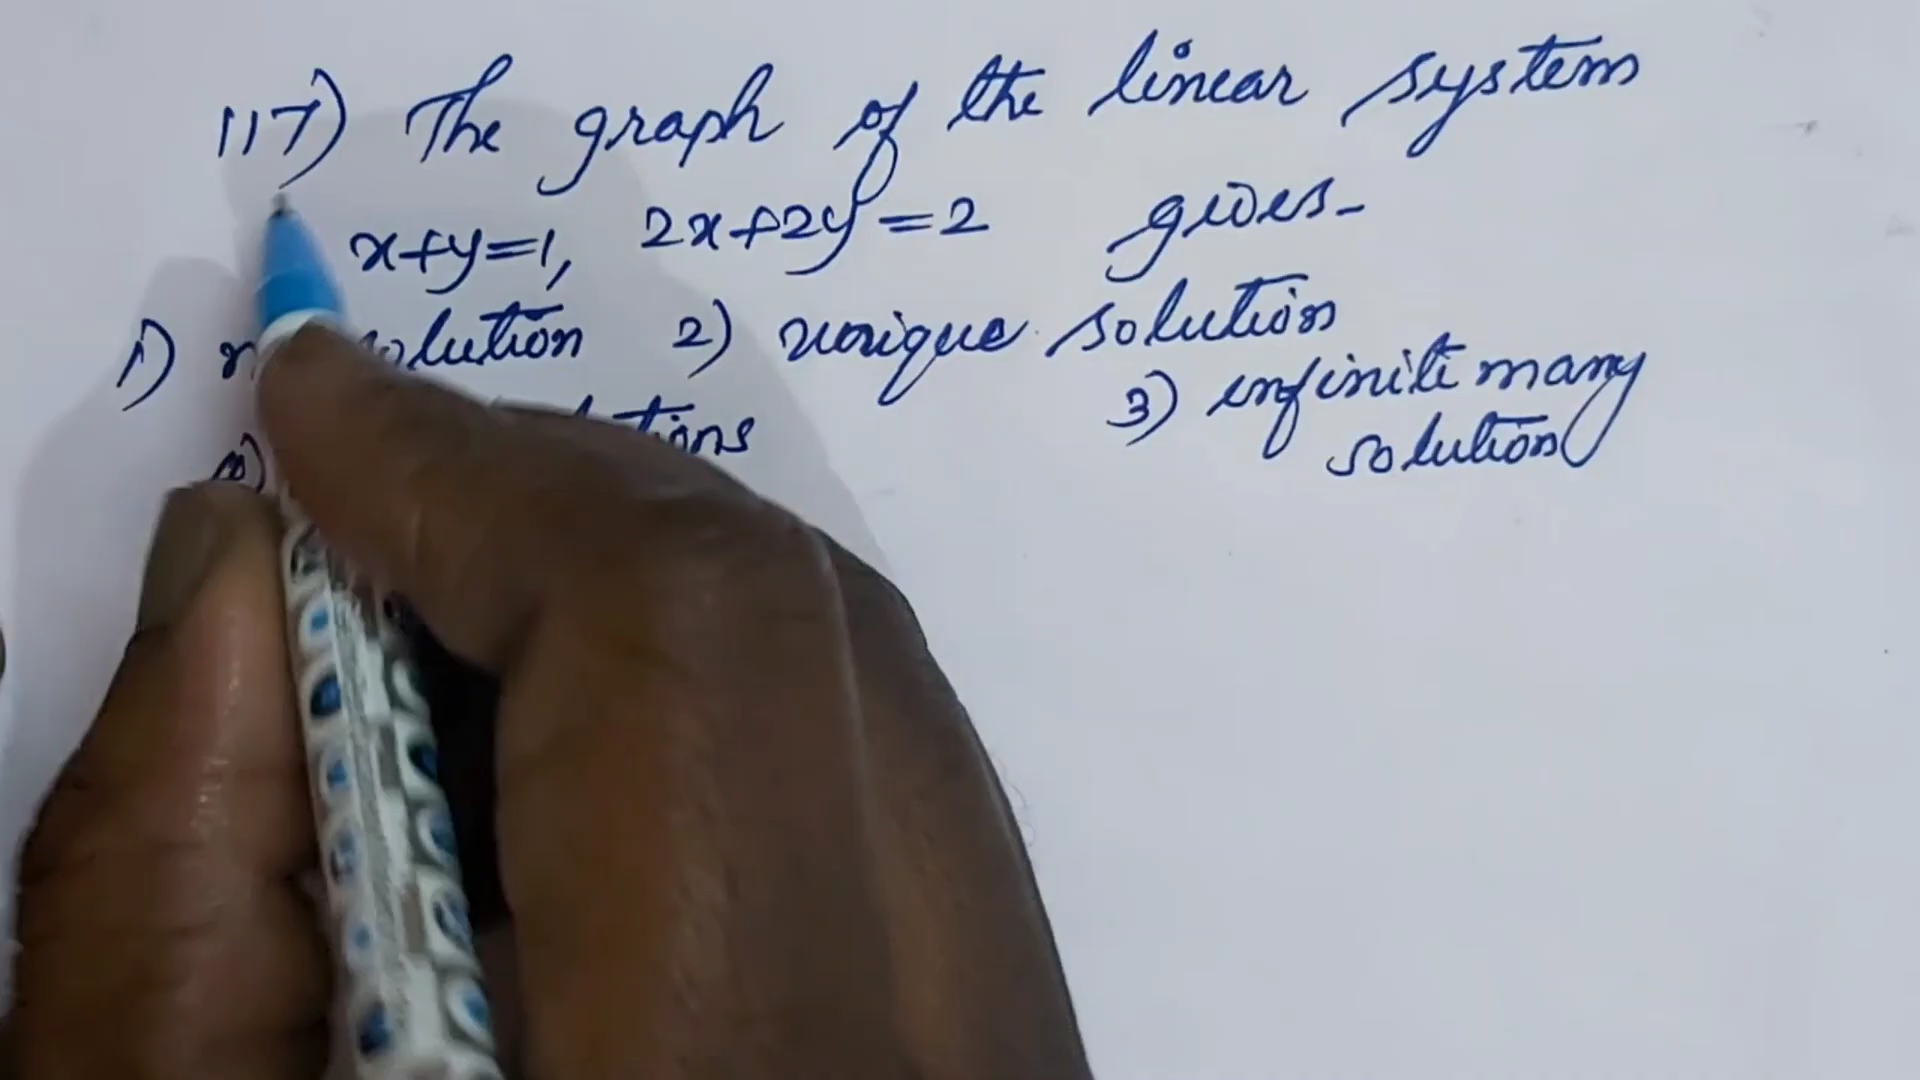 117) The graph of the linear system
x+y=1, 2x+2y=2 gives-
1) solution 2) unique solution
3) infinite many
solution